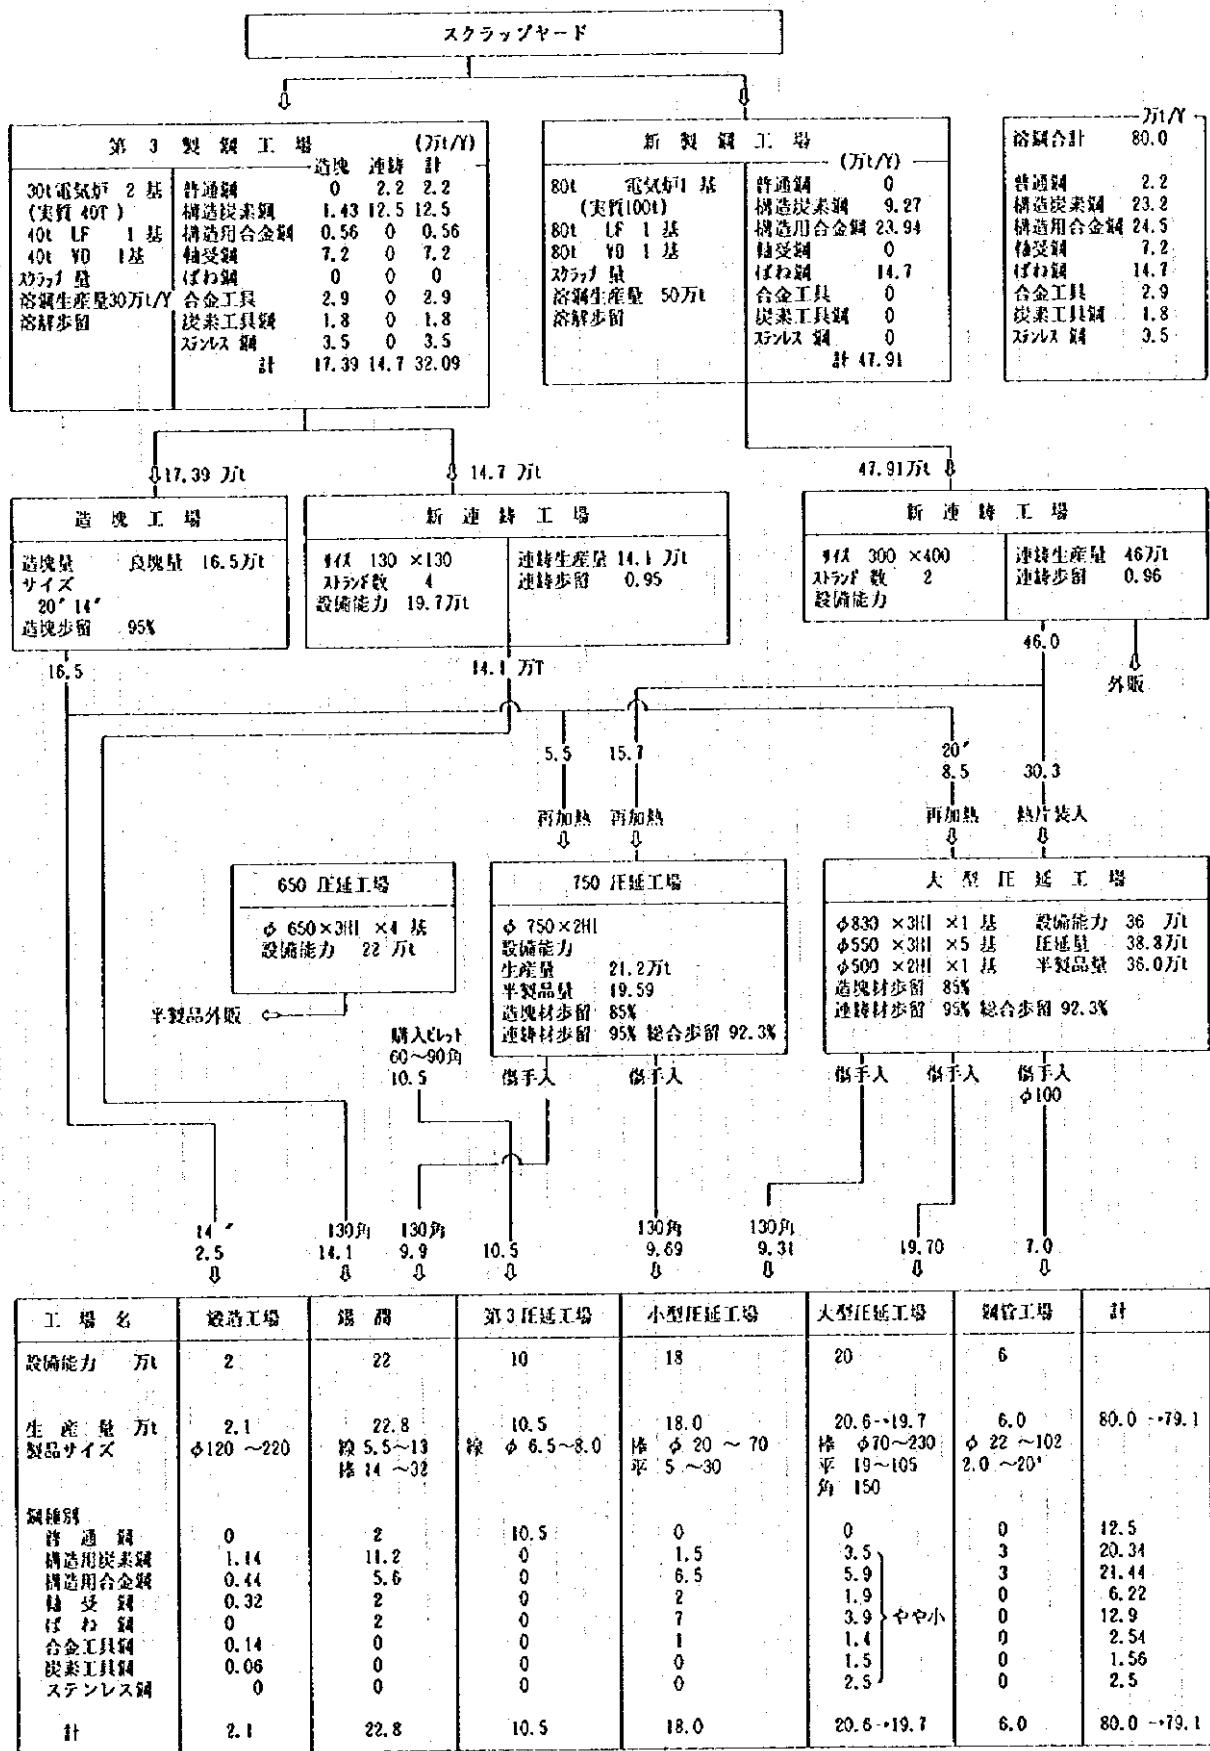 スクラップヤード
第 3 製 鋼 工 場 (万t/Y)
造塊 連鋳 計
30t電気炉 2 基 普通鋼 0 2.2 2.2
(実質 40T ) 構造炭素鋼 1.43 12.5 12.5
40t LF 1 基 構造用合金鋼 0.56 0 0.56
40t VD 1基 軸受鋼 7.2 0 7.2
スクラップ 量 ばね鋼 0 0 0
溶鋼生産量30万t/Y 合金工具 2.9 0 2.9
溶解歩留 炭素工具鋼 1.8 0 1.8
ステンレス 鋼 3.5 0 3.5
計 17.39 14.7 32.09
新 製 鋼 工 場
(万t/Y)
80t 電気炉1 基 普通鋼 0
(実質100t) 構造炭素鋼 9.27
80t LF 1 基 構造用合金鋼 23.94
80t VD 1 基 軸受鋼 0
スクラップ 量 ばね鋼 14.7
溶鋼生産量 50万t 合金工具 0
溶解歩留 炭素工具鋼 0
ステンレス 鋼 0
計 47.91
万t/Y
溶鋼合計 80.0
普通鋼 2.2
構造炭素鋼 23.2
構造用合金鋼 24.5
軸受鋼 7.2
ばね鋼 14.7
合金工具 2.9
炭素工具鋼 1.8
ステンレス 鋼 3.5
17.39 万t
14.7 万t
47.91万t
造 塊 工 場
造塊量 良塊量 16.5万t
サイズ
20″14″
造塊歩留 95%
新 連 鋳 工 場
サイズ 130 ×130 連鋳生産量 14.1 万t
ストランド数 4 連鋳歩留 0.95
設備能力 19.7万t
新 連 鋳 工 場
サイズ 300 ×400 連鋳生産量 46万t
ストランド 数 2 連鋳歩留 0.96
設備能力
16.5
14.1 万T
46.0
外販
5.5 15.7
20″
8.5 30.3
再加熱 再加熱
再加熱 熱片装入
650 圧延工場
φ 650×3HI ×4 基
設備能力 22 万t
半製品外販
750 圧延工場
φ 750×2HI
設備能力
生産量 21.2万t
半製品量 19.59
造塊材歩留 85%
連鋳材歩留 95% 総合歩留 92.3%
大 型 圧 延 工 場
φ830 ×3HI ×1 基 設備能力 36 万t
φ550 ×3HI ×5 基 圧延量 38.8万t
φ500 ×2HI ×1 基 半製品量 36.0万t
造塊材歩留 85%
連鋳材歩留 95% 総合歩留 92.3%
購入ビレット
60~90角
10.5
傷手入 傷手入
傷手入 傷手入 傷手入
φ100
14″
2.5
130角
14.1
130角
9.9
10.5
130角
9.69
130角
9.31
19.70
7.0
工 場 名 鍛造工場 第3圧延工場 小型圧延工場 大型圧延工場 鋼管工場 計
設備能力 万t 2 22 10 18 20 6
生 産 量 万t 2.1 22.8 10.5 18.0 20.6→19.7 6.0 80.0→79.1
製品サイズ φ120 ~220 線 5.5~13 線 φ 6.5~8.0 棒 φ 20 ~ 70 棒 φ70~230 φ 22 ~102
棒 14 ~32 平 5 ~30 平 19~105 2.0 ~20
角 150
鋼種別
普 通 鋼 0 2 10.5 0 0 0 12.5
構造用炭素鋼 1.14 11.2 0 1.5 3.5 3 20.34
構造用合金鋼 0.44 5.6 0 6.5 5.9 3 21.44
軸 受 鋼 0.32 2 0 2 1.9 0 6.22
ば ね 鋼 0 2 0 7 3.9 やや小 0 12.9
合金工具鋼 0.14 0 0 1 1.4 0 2.54
炭素工具鋼 0.06 0 0 0 1.5 0 1.56
ステンレス鋼 0 0 0 0 2.5 0 2.5
計 2.1 22.8 10.5 18.0 20.6→19.7 6.0 80.0→79.1